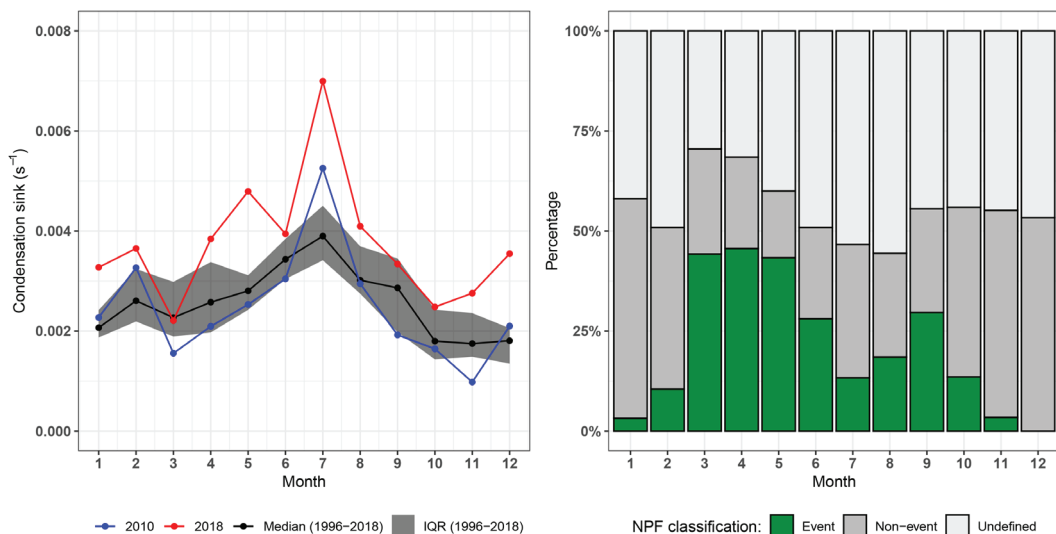 0.008
0.006
0.004
0.002
0.000
Condensation sink (s⁻¹)
1 2 3 4 5 6 7 8 9 10 11 12
Month
2010 2018 Median (1996−2018) IQR (1996−2018)
100%
75%
50%
25%
0%
Percentage
1 2 3 4 5 6 7 8 9 10 11 12
Month
NPF classification: Event Non−event Undefined